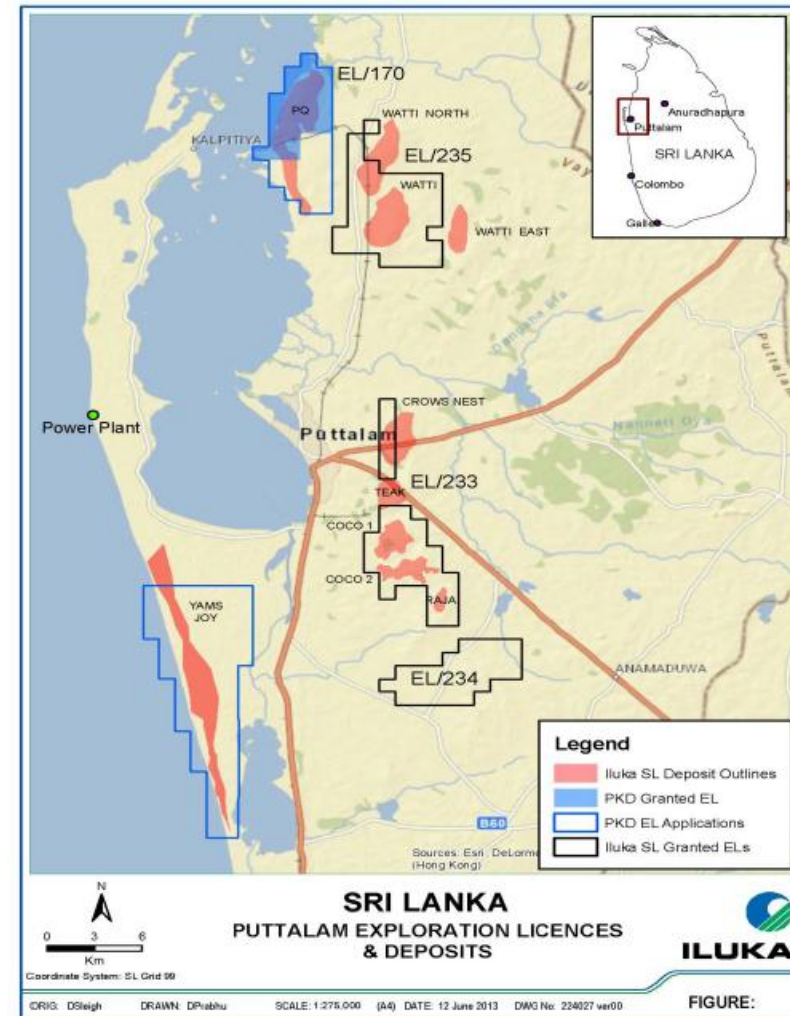 EL/170
PQ
WATTI NORTH
KALPITIYA
EL/235
WATTI
WATTI EAST
Anuradhapura
Puttalam
SRI LANKA
Colombo
Galle
CROWS NEST
Power Plant
Puttalam
EL/233
TEAK
COCO 1
COCO 2
RAJA
YAMS
JOY
EL/234
ANAMADUWA
B60
Sources: Esri, DeLorme
(Hong Kong)
Legend
Iluka SL Deposit Outlines
PKD Granted EL
PKD EL Applications
Iluka SL Granted ELs
N
0 3 6
Km
Coordinate System: SL Grid 99
SRI LANKA
PUTTALAM EXPLORATION LICENCES
& DEPOSITS
ILUKA
ORIG: DSleigh DRAWN: DPrabhu SCALE: 1:275,000 (A4) DATE: 12 June 2013 DWG No: 224027 ver00 FIGURE: